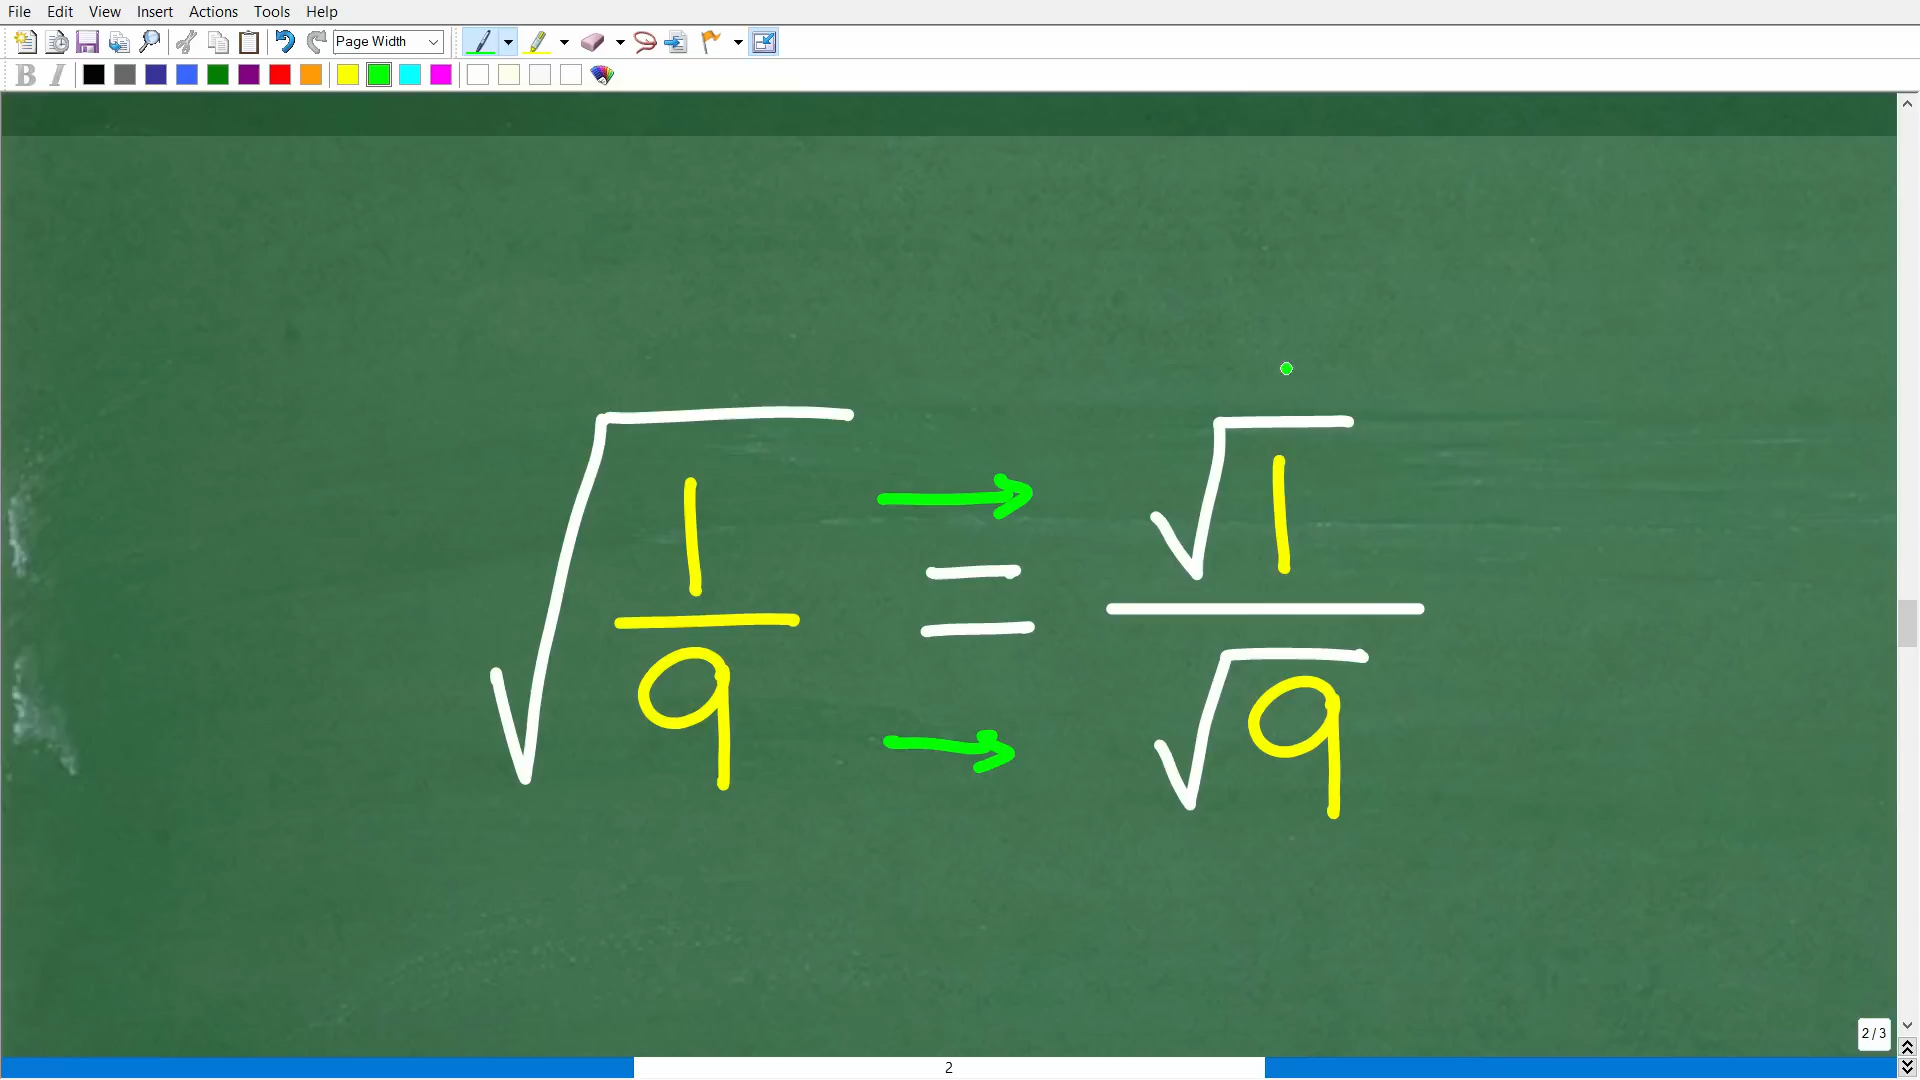 File Edit View Insert Actions Tools Help
Page Width
B I
√(1/9) = √1/√9
2 / 3
2